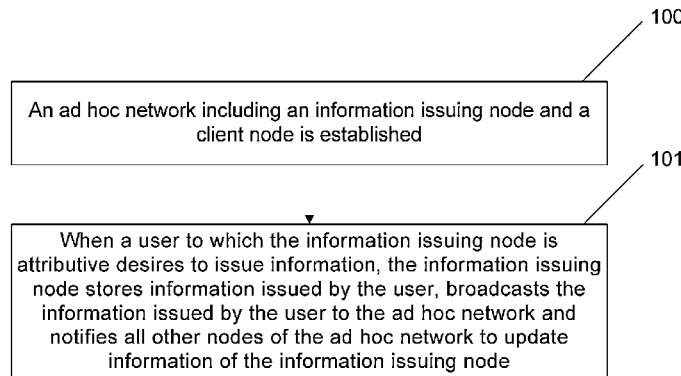 100
An ad hoc network including an information issuing node and a
client node is established
101
When a user to which the information issuing node is
attributive desires to issue information, the information issuing
node stores information issued by the user, broadcasts the
information issued by the user to the ad hoc network and
notifies all other nodes of the ad hoc network to update
information of the information issuing node